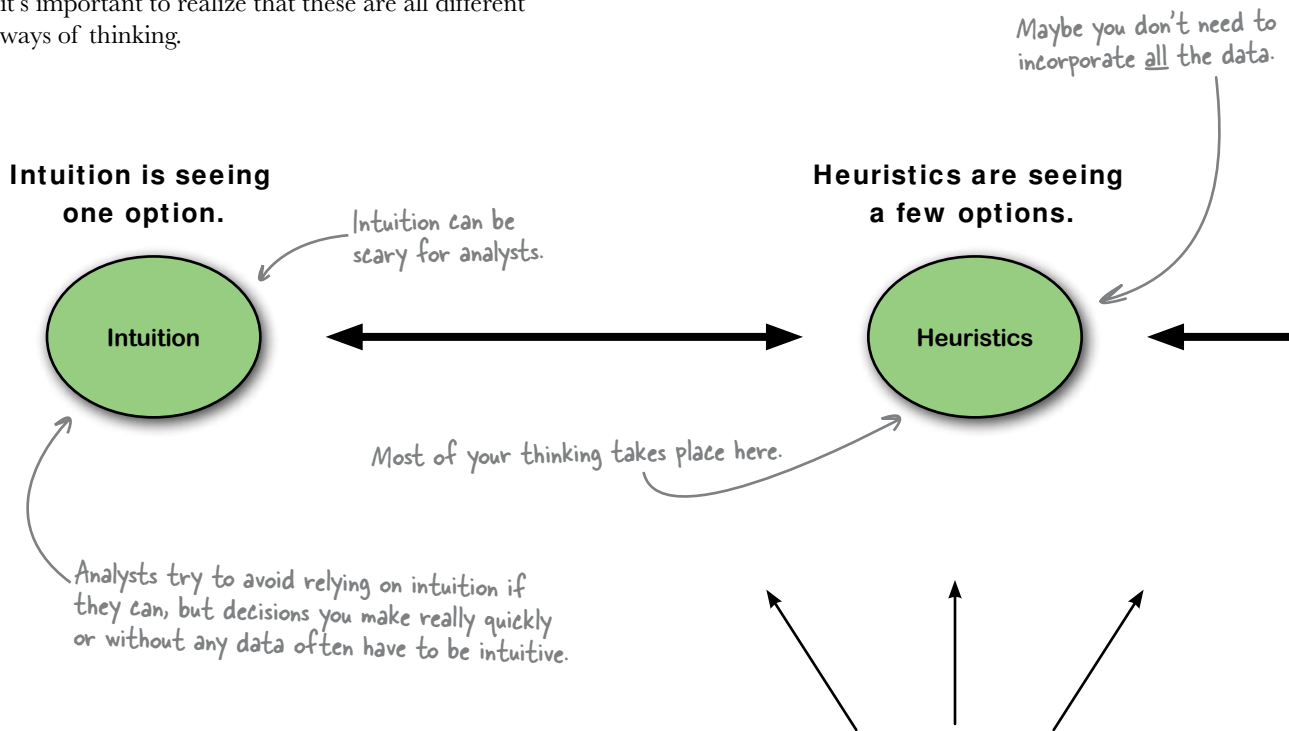 it's important to realize that these are all different
ways of thinking.
Maybe you don't need to
incorporate all the data.
Intuition is seeing
one option.
Heuristics are seeing
a few options.
Intuition can be
scary for analysts.
Intuition
Heuristics
Most of your thinking takes place here.
Analysts try to avoid relying on intuition if
they can, but decisions you make really quickly
or without any data often have to be intuitive.